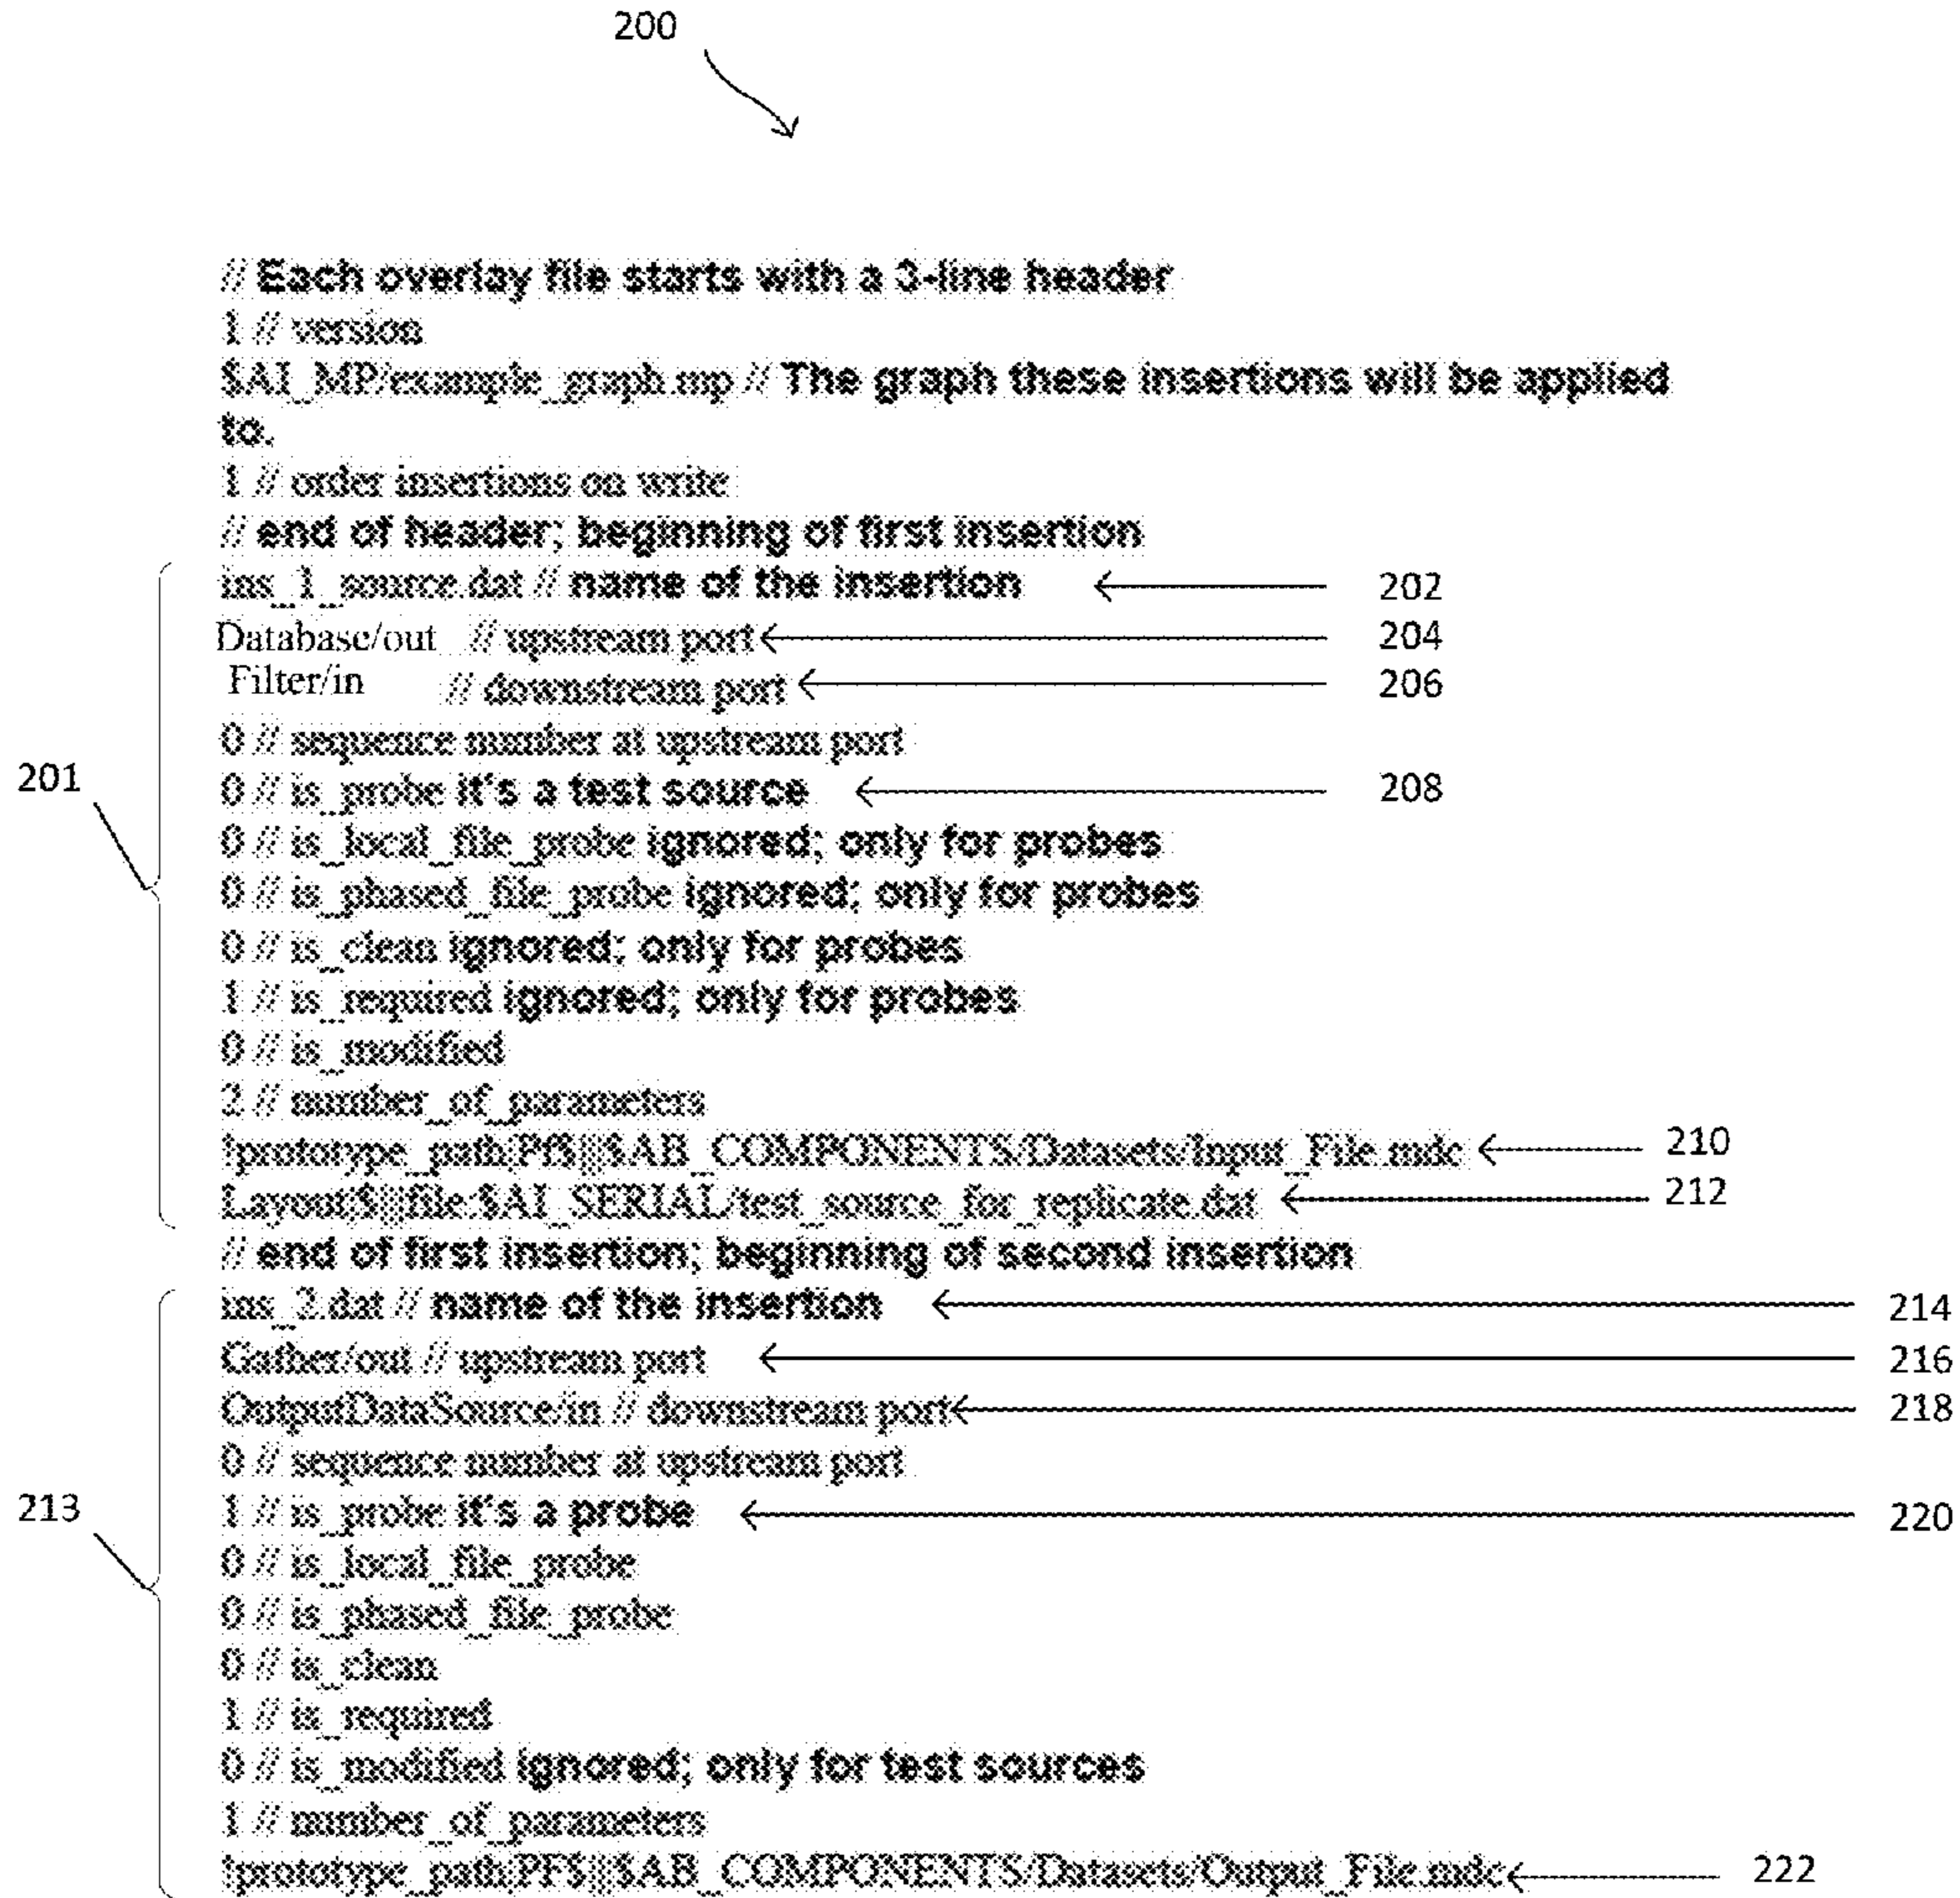 200
// Each overlay file starts with a 3-line header
1 // version
$AI_MP/example_graph.mp // The graph these insertions will be applied
to.
1 // order insertions on write
// end of header; beginning of first insertion
ins_1_source.dat // name of the insertion 202
Database/out // upstream port 204
Filter/in // downstream port 206
0 // sequence number at upstream port
201
0 // is_probe it's a test source 208
0 // is_local_file_probe ignored; only for probes
0 // is_phased_file_probe ignored; only for probes
0 // is_clean ignored; only for probes
1 // is_required ignored; only for probes
0 // is_modified
2 // number_of_parameters
!prototype_path|PF$|||$AB_COMPONENTS/Datasets/Input_File.mdc 210
Layout|$|||file:$AI_SERIAL/test_source_for_replicate.dat 212
// end of first insertion; beginning of second insertion
ins_2.dat // name of the insertion 214
Gather/out // upstream port 216
OutputDataSource/in // downstream port 218
0 // sequence number at upstream port
213
1 // is_probe it's a probe 220
0 // is_local_file_probe
0 // is_phased_file_probe
0 // is_clean
1 // is_required
0 // is_modified ignored; only for test sources
1 // number_of_parameters
!prototype_path|PF$|||$AB_COMPONENTS/Datasets/Output_File.mdc 222